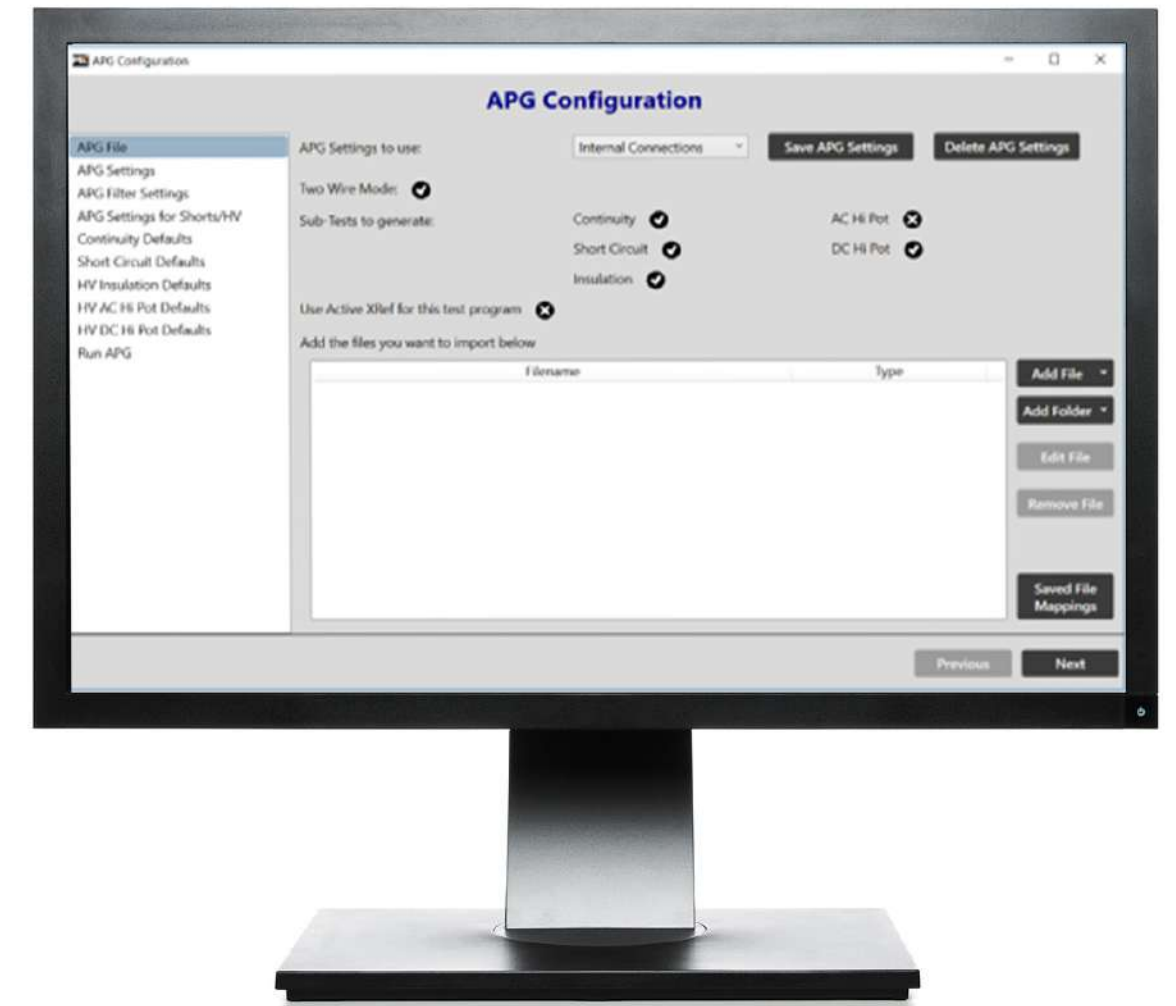 APG Configuration
APG Configuration
APG File
APG Settings
APG Filter Settings
APG Settings for Shorts/HV
Continuity Defaults
Short Circuit Defaults
HV Insulation Defaults
HV AC Hi Pot Defaults
HV DC Hi Pot Defaults
Run APG
APG Settings to use: Internal Connections Save APG Settings Delete APG Settings
Two Wire Mode:
Sub-Tests to generate: Continuity AC Hi Pot
Short Circuit DC Hi Pot
Insulation
Use Active XRef for this test program
Add the files you want to import below
Filename Type
Add File
Add Folder
Edit File
Remove File
Saved File
Mappings
Previous Next